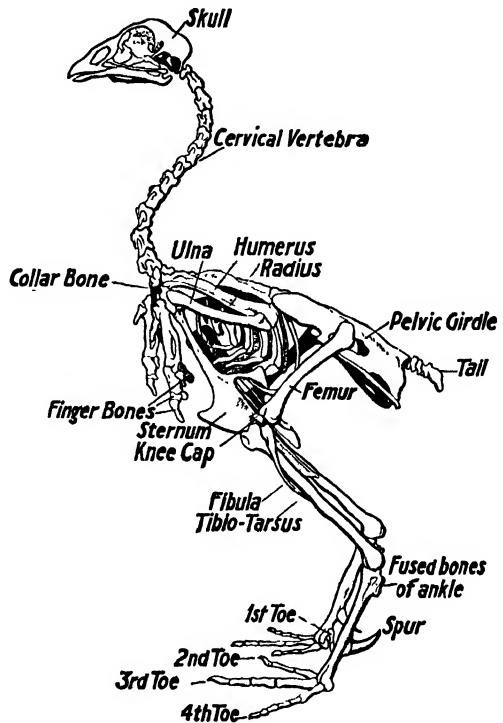 Skull
Cervical Vertebra
Ulna
Humerus
Radius
Collar Bone
Pelvic Girdle
Tail
Femur
Finger Bones
Sternum
Knee Cap
Fibula
Tibio-Tarsus
Fused bones
of ankle
1st Toe
Spur
2nd Toe
3rd Toe
4th Toe